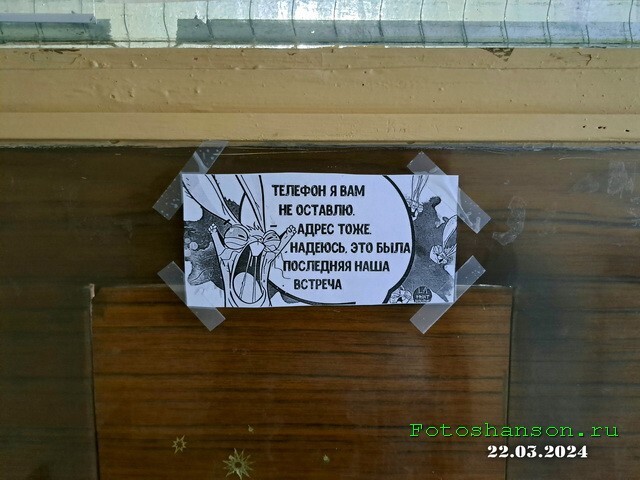 ТЕЛЕФОН Я ВАМ
НЕ ОСТАВЛЮ.
АДРЕС ТОЖЕ.
НАДЕЮСЬ, ЭТО БЫЛА
ПОСЛЕДНЯЯ НАША
ВСТРЕЧА
Fotoshanson.ru
22.03.2024